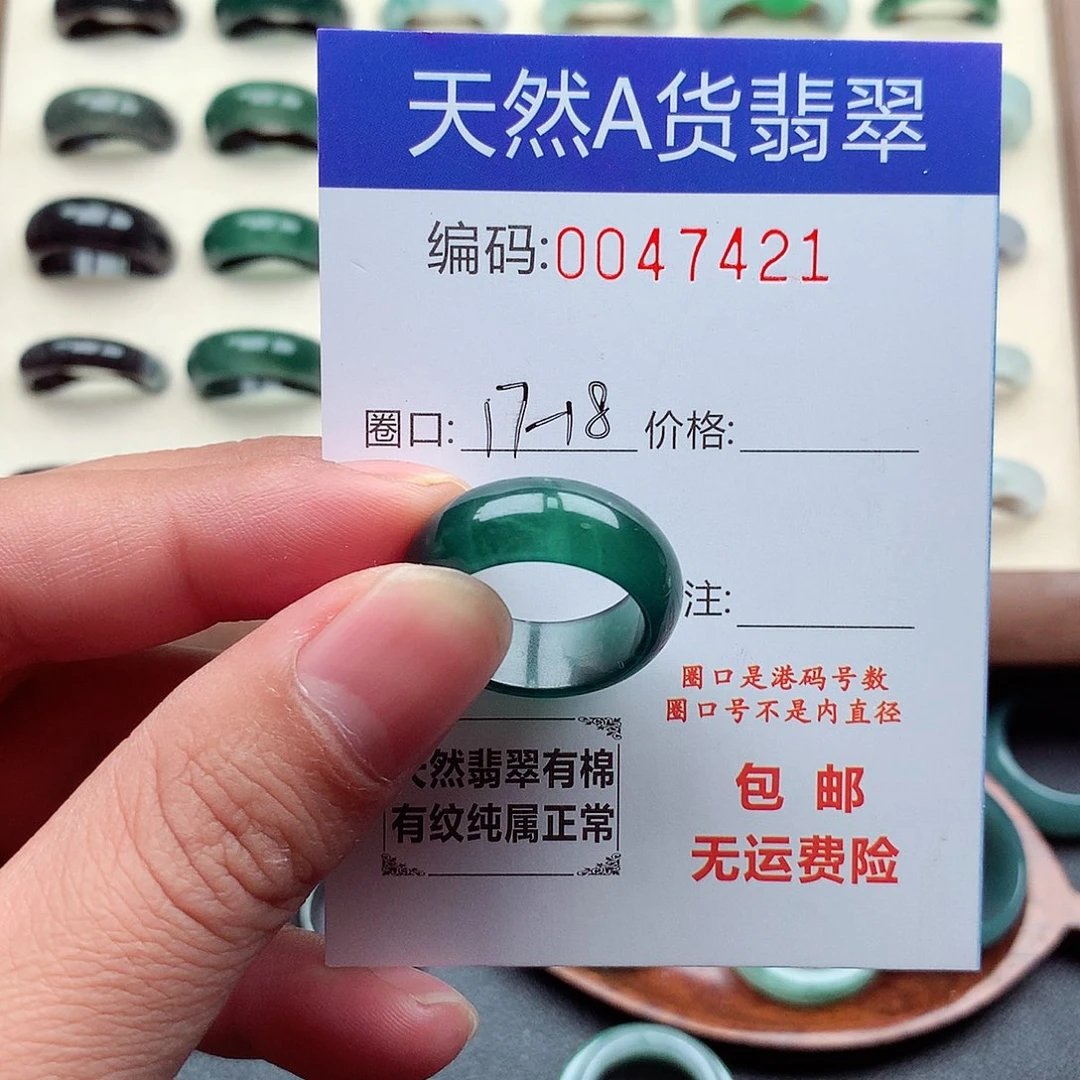 天然A货翡翠
编码:0047421
圈口: 17-18 价格:
注:
圈口是港码号数
圈口号不是内直径
然翡翠有棉
有纹纯属正常
包 邮
无运费险